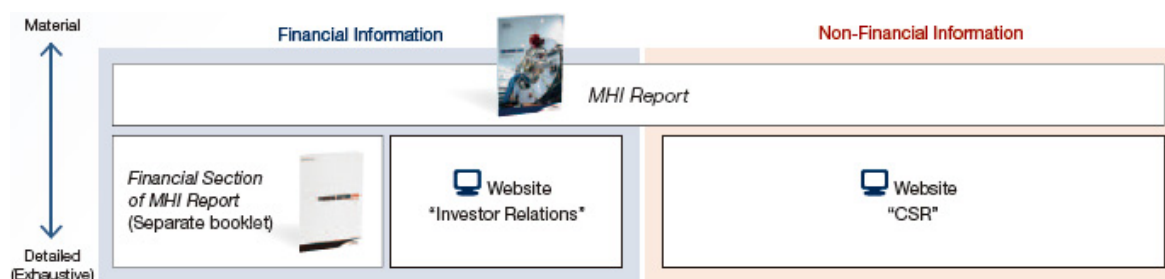 Material
Financial Information
Non-Financial Information
MHI Report
Financial Section
of MHI Report
(Separate booklet)
Website
"Investor Relations"
Website
"CSR"
Detailed
(Exhaustive)